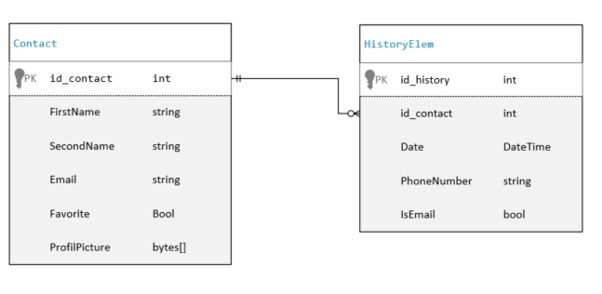 Contact
PK id_contact int
FirstName string
SecondName string
Email string
Favorite Bool
ProfilPicture bytes[]
HistoryElem
PK id_history int
id_contact int
Date DateTime
PhoneNumber string
IsEmail bool